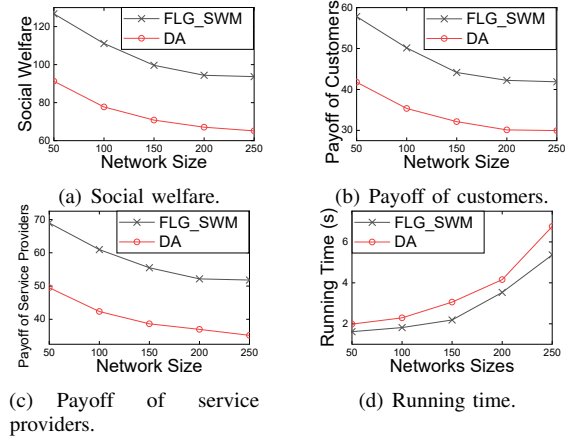 FLG_SWM
DA
120
100
80
60
50 100 150 200 250
Social Welfare
Network Size
(a) Social welfare.
FLG_SWM
DA
60
50
40
30
50 100 150 200 250
Payoff of Customers
Network Size
(b) Payoff of customers.
FLG_SWM
DA
70
60
50
40
50 100 150 200 250
Payoff of Service Providers
Network Size
(c) Payoff of service
providers.
FLG_SWM
DA
6
4
2
50 100 150 200 250
Running Time (s)
Networks Sizes
(d) Running time.